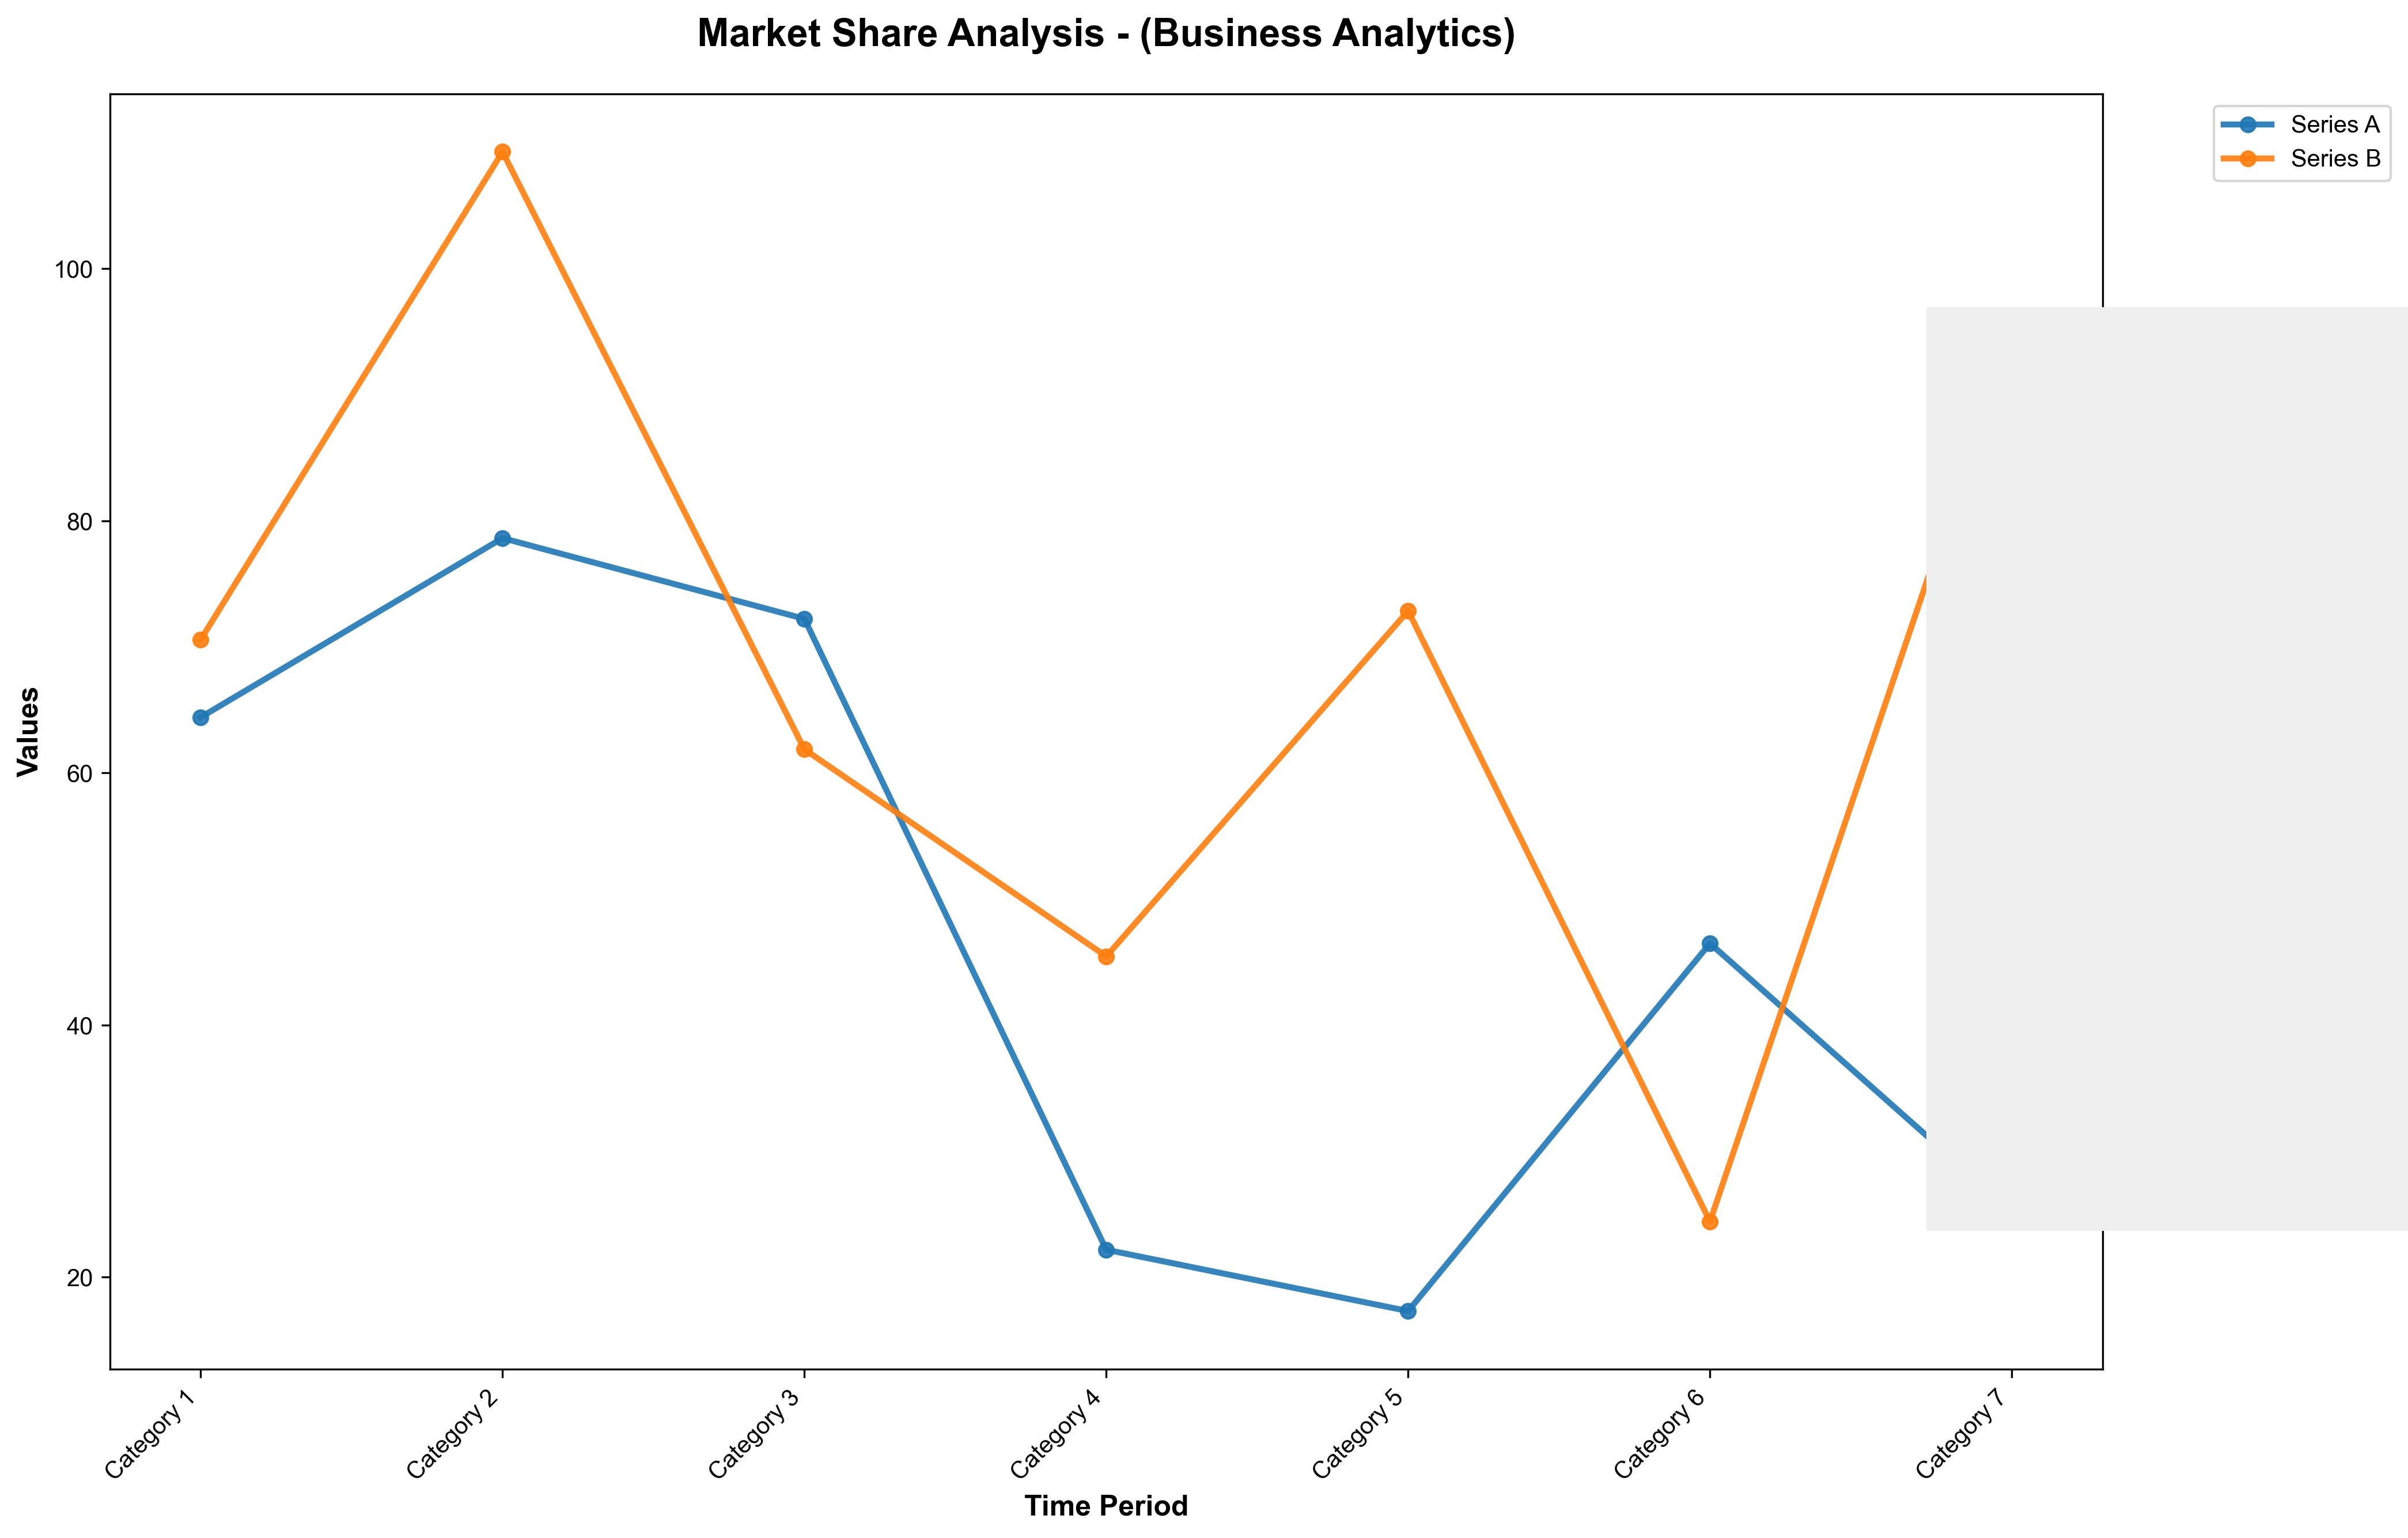 Market Share Analysis - (Business Analytics)
Series A
Series B
Values
100
80
60
40
20
Category 1
Category 2
Category 3
Category 4
Category 5
Category 6
Category 7
Time Period